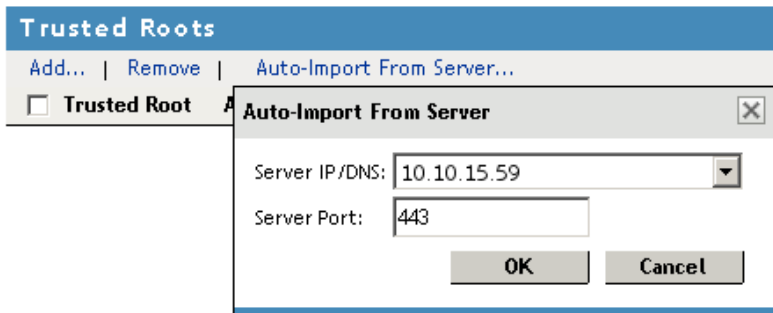 Trusted Roots
Add... | Remove | Auto-Import From Server...
Trusted Root A
Auto-Import From Server
Server IP/DNS: 10.10.15.59
Server Port: 443
OK Cancel